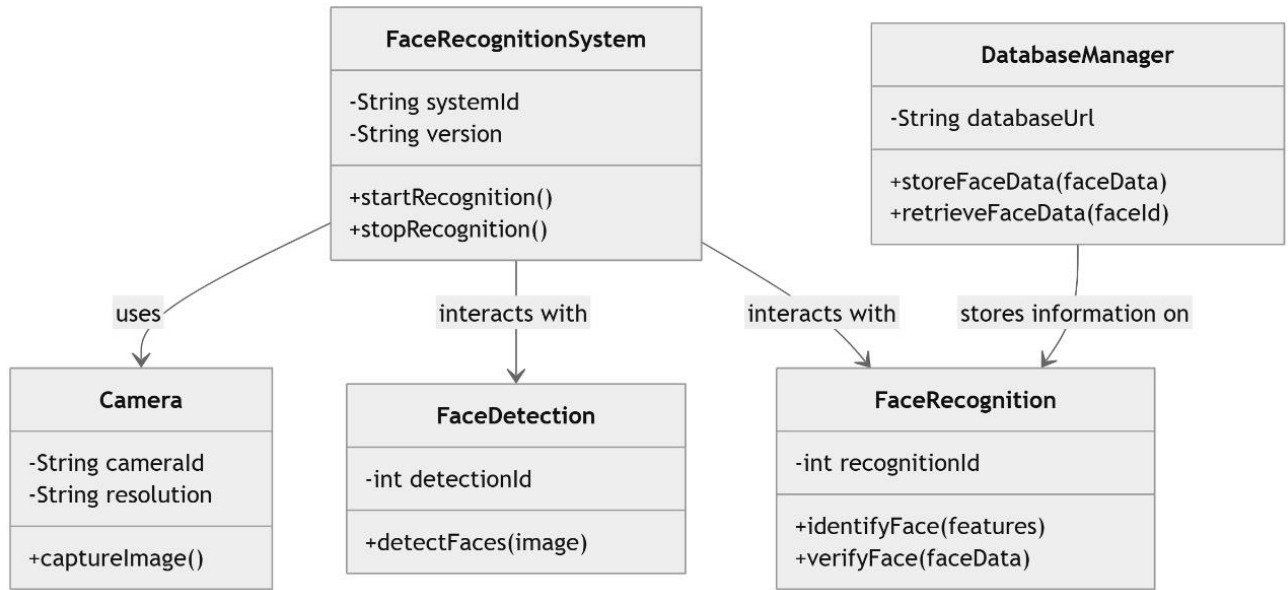 FaceRecognitionSystem
-String systemId
-String version
+startRecognition()
+stopRecognition()
DatabaseManager
-String databaseUrl
+storeFaceData(faceData)
+retrieveFaceData(faceId)
uses
interacts with
interacts with
stores information on
Camera
-String cameraId
-String resolution
+captureImage()
FaceDetection
-int detectionId
+detectFaces(image)
FaceRecognition
-int recognitionId
+identifyFace(features)
+verifyFace(faceData)